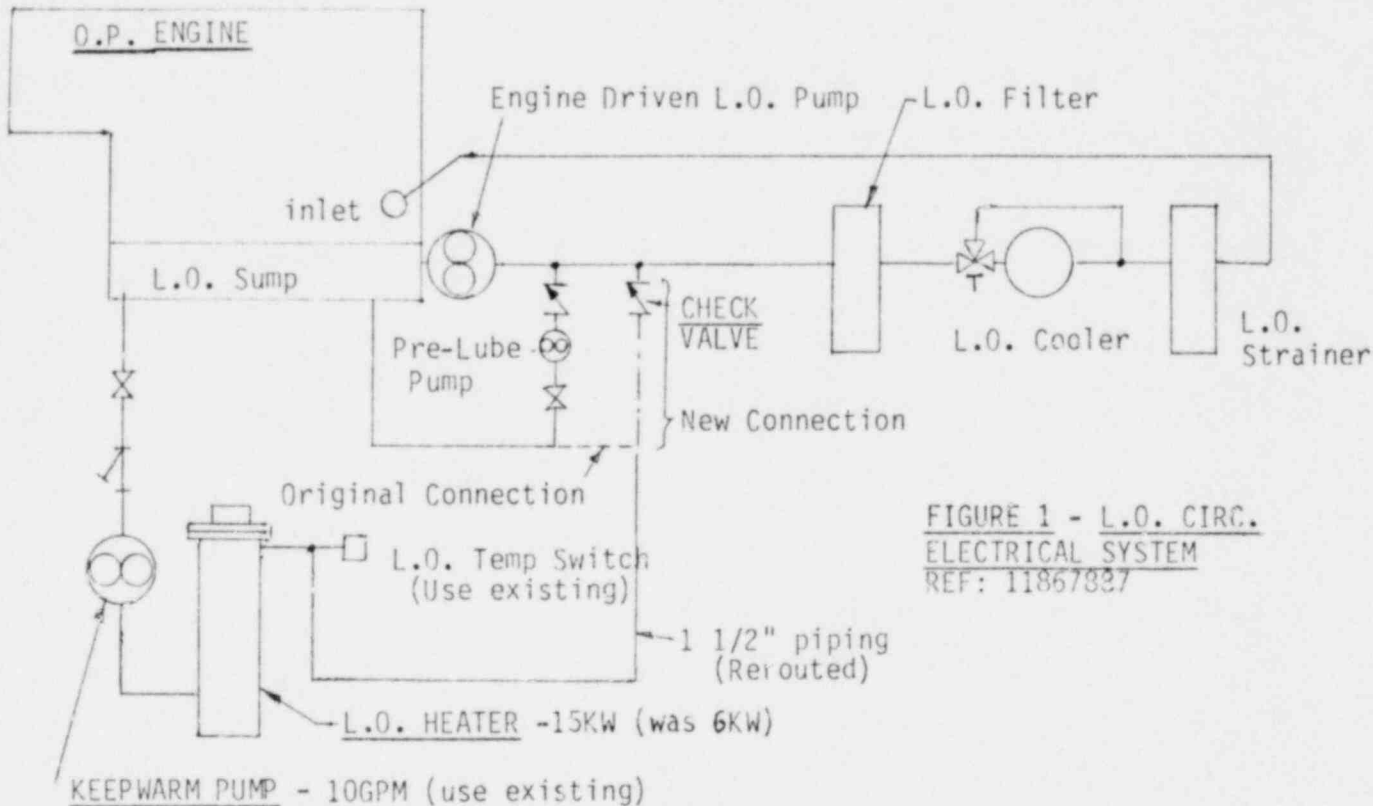 O.P. ENGINE
Engine Driven L.O. Pump
L.O. Filter
inlet
L.O. Sump
CHECK
VALVE
Pre-Lube
Pump
L.O. Cooler
L.O.
Strainer
New Connection
Original Connection
L.O. Temp Switch
(Use existing)
FIGURE 1 - L.O. CIRC.
ELECTRICAL SYSTEM
REF: 11867887
1 1/2" piping
(Rerouted)
L.O. HEATER -15KW (was 6KW)
KEEPWARM PUMP - 10GPM (use existing)